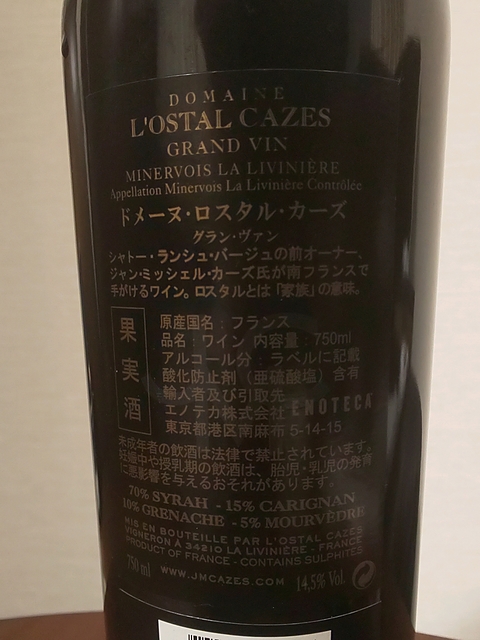 DOMAINE
L'OSTAL CAZES
GRAND VIN
MINERVOIS LA LIVINIÈRE
Appellation Minervois La Livinière Contrôlée
ドメーヌ・ロスタル・カーズ
グラン・ヴァン
シャトー・ランシュ・バージュの前オーナー、
ジャン・ミッシェル・カーズ氏が南フランスで
手がけるワイン。ロスタルとは「家族」の意味。
果実酒
原産国名:フランス
品名:ワイン 内容量:750ml
アルコール分:ラベルに記載
酸化防止剤(亜硫酸塩)含有
輸入者及び引取先
エノテカ株式会社 ENOTECA
東京都港区南麻布 5-14-15
未成年者の飲酒は法律で禁止されています。
妊娠中や授乳期の飲酒は、胎児・乳児の発育
に悪影響を与えるおそれがあります。
70% SYRAH - 15% CARIGNAN
10% GRENACHE - 5% MOURVÈDRE
MIS EN BOUTEILLE PAR L'OSTAL CAZES
VIGNERON À 34210 LA LIVINIÈRE - FRANCE
PRODUCT OF FRANCE - CONTAINS SULPHITES
750 ml WWW.JMCAZES.COM 14,5% Vol.